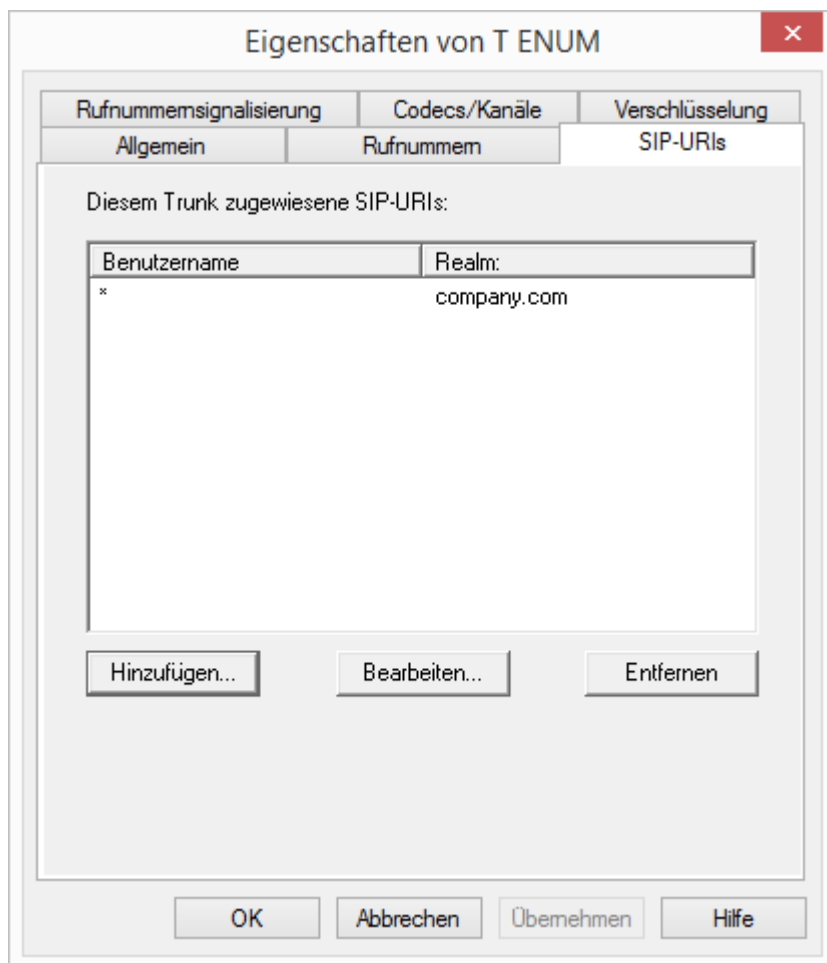 Eigenschaften von T ENUM
Rufnummernsignalisierung Codecs/Kanäle Verschlüsselung
Allgemein Rufnummern SIP-URIs
Diesem Trunk zugewiesene SIP-URIs:
Benutzername Realm:
* company.com
Hinzufügen... Bearbeiten... Entfernen
OK Abbrechen Übernehmen Hilfe